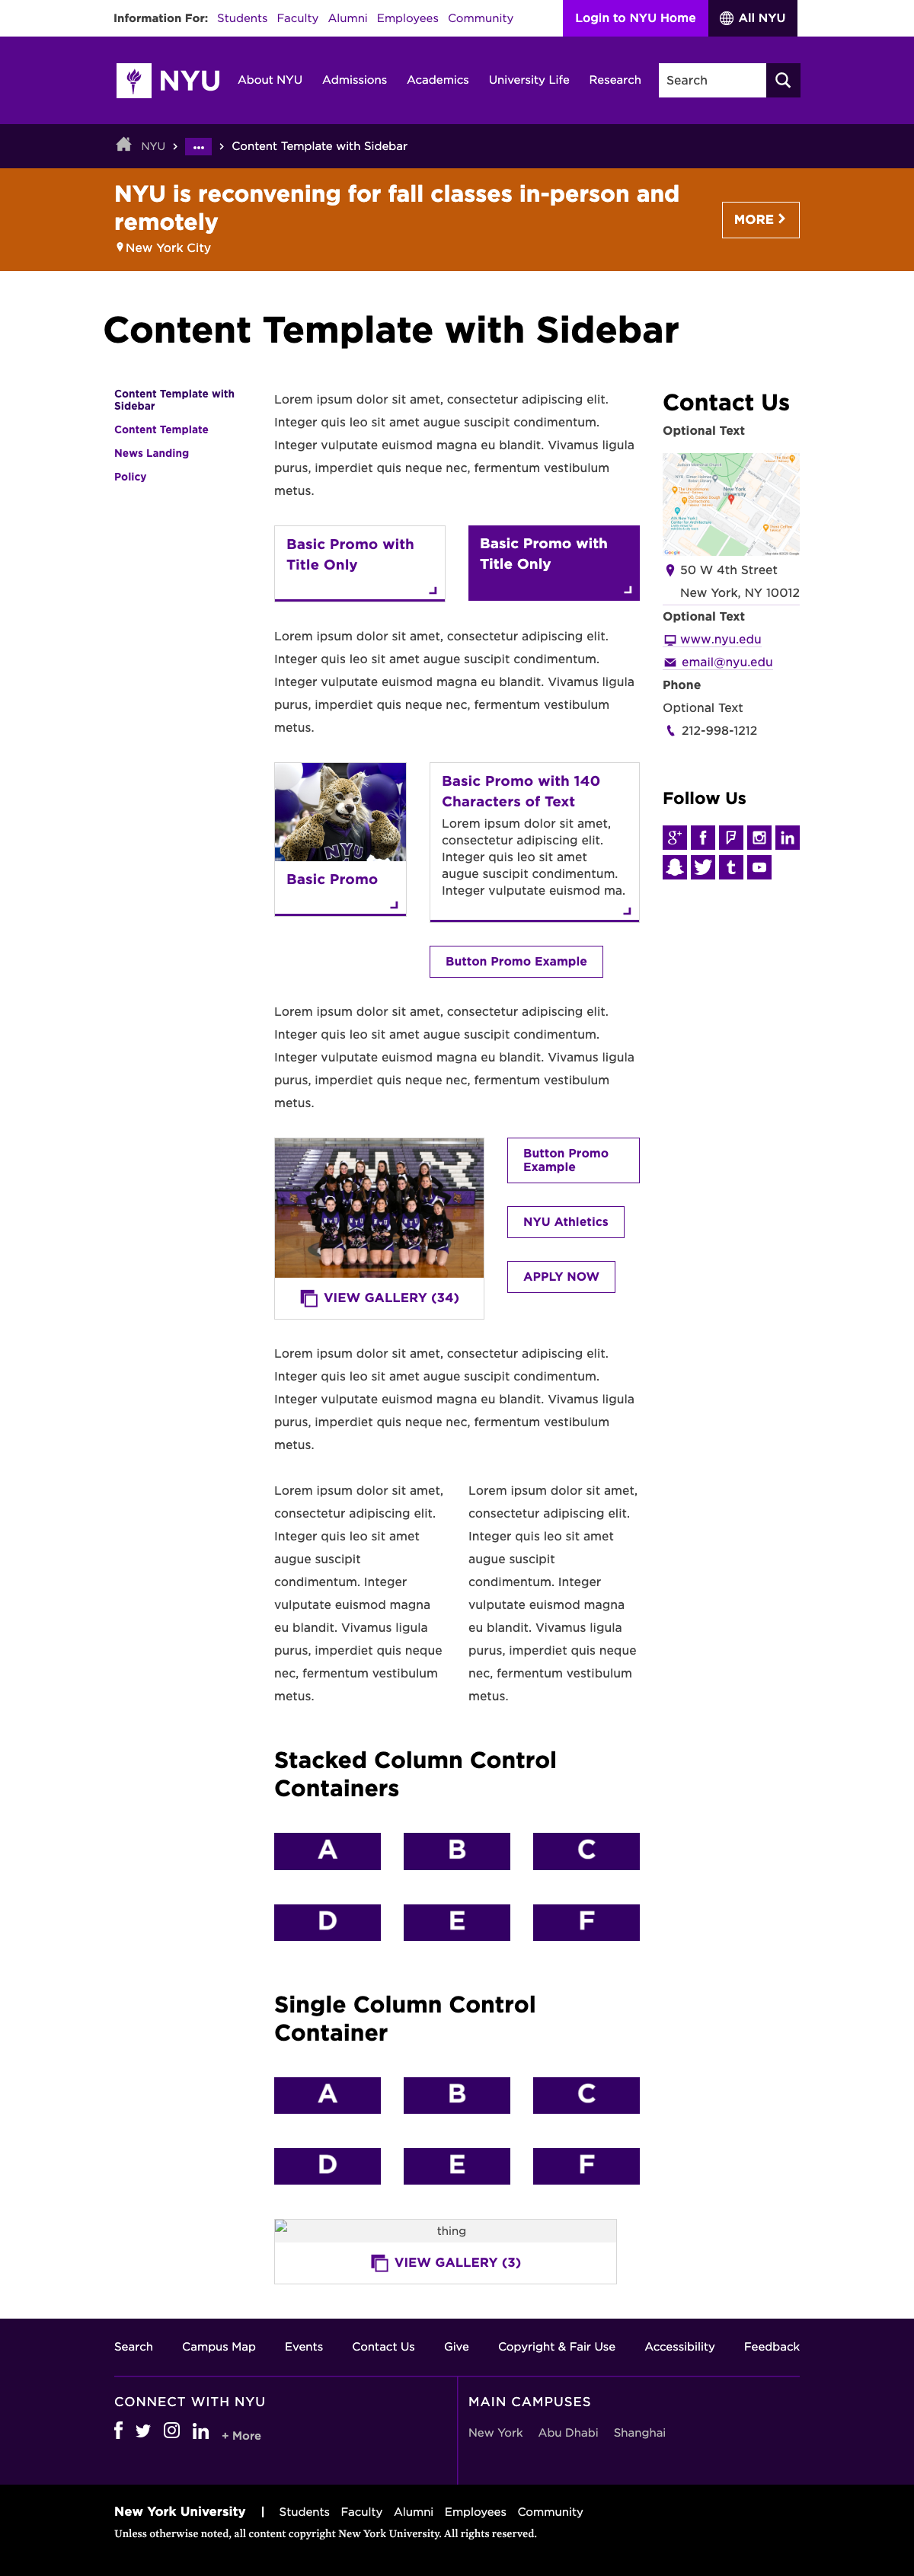 Information For: Students Faculty Alumni Employees Community
Login to NYU Home
All NYU
NYU
About NYU
Admissions
Academics
University Life
Research
Search
NYU
Content Template with Sidebar
NYU is reconvening for fall classes in-person and
remotely
New York City
MORE
Content Template with Sidebar
Content Template with
Sidebar
Content Template
News Landing
Policy
Lorem ipsum dolor sit amet, consectetur adipiscing elit.
Integer quis leo sit amet augue suscipit condimentum.
Integer vulputate euismod magna eu blandit. Vivamus ligula
purus, imperdiet quis neque nec, fermentum vestibulum
metus.
Basic Promo with
Title Only
Basic Promo with
Title Only
Lorem ipsum dolor sit amet, consectetur adipiscing elit.
Integer quis leo sit amet augue suscipit condimentum.
Integer vulputate euismod magna eu blandit. Vivamus ligula
purus, imperdiet quis neque nec, fermentum vestibulum
metus.
NYU
Basic Promo
Basic Promo with 140
Characters of Text
Lorem ipsum dolor sit amet,
consectetur adipiscing elit.
Integer quis leo sit amet
augue suscipit condimentum.
Integer vulputate euismod ma.
Button Promo Example
Lorem ipsum dolor sit amet, consectetur adipiscing elit.
Integer quis leo sit amet augue suscipit condimentum.
Integer vulputate euismod magna eu blandit. Vivamus ligula
purus, imperdiet quis neque nec, fermentum vestibulum
metus.
VIEW GALLERY (34)
Button Promo
Example
NYU Athletics
APPLY NOW
Lorem ipsum dolor sit amet, consectetur adipiscing elit.
Integer quis leo sit amet augue suscipit condimentum.
Integer vulputate euismod magna eu blandit. Vivamus ligula
purus, imperdiet quis neque nec, fermentum vestibulum
metus.
Lorem ipsum dolor sit amet,
consectetur adipiscing elit.
Integer quis leo sit amet
augue suscipit
condimentum. Integer
vulputate euismod magna
eu blandit. Vivamus ligula
purus, imperdiet quis neque
nec, fermentum vestibulum
metus.
Lorem ipsum dolor sit amet,
consectetur adipiscing elit.
Integer quis leo sit amet
augue suscipit
condimentum. Integer
vulputate euismod magna
eu blandit. Vivamus ligula
purus, imperdiet quis neque
nec, fermentum vestibulum
metus.
Stacked Column Control
Containers
A B C
D E F
Single Column Control
Container
A B C
D E F
thing
VIEW GALLERY (3)
Contact Us
Optional Text
New York
University
Google
50 W 4th Street
New York, NY 10012
Optional Text
www.nyu.edu
email@nyu.edu
Phone
Optional Text
212-998-1212
Follow Us
Search
Campus Map
Events
Contact Us
Give
Copyright & Fair Use
Accessibility
Feedback
CONNECT WITH NYU
+ More
MAIN CAMPUSES
New York Abu Dhabi Shanghai
New York University | Students Faculty Alumni Employees Community
Unless otherwise noted, all content copyright New York University. All rights reserved.